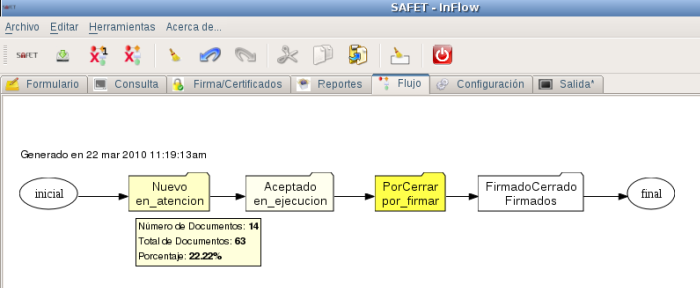 SAFET - InFlow
Archivo Editar Herramientas Acerca de...
SAFET
Formulario Consulta Firma/Certificados Reportes Flujo Configuración Salida*
Generado en 22 mar 2010 11:19:13am
inicial
Nuevo
en_atencion
Aceptado
en_ejecucion
PorCerrar
por_firmar
FirmadoCerrado
Firmados
final
Número de Documentos: 14
Total de Documentos: 63
Porcentaje: 22.22%